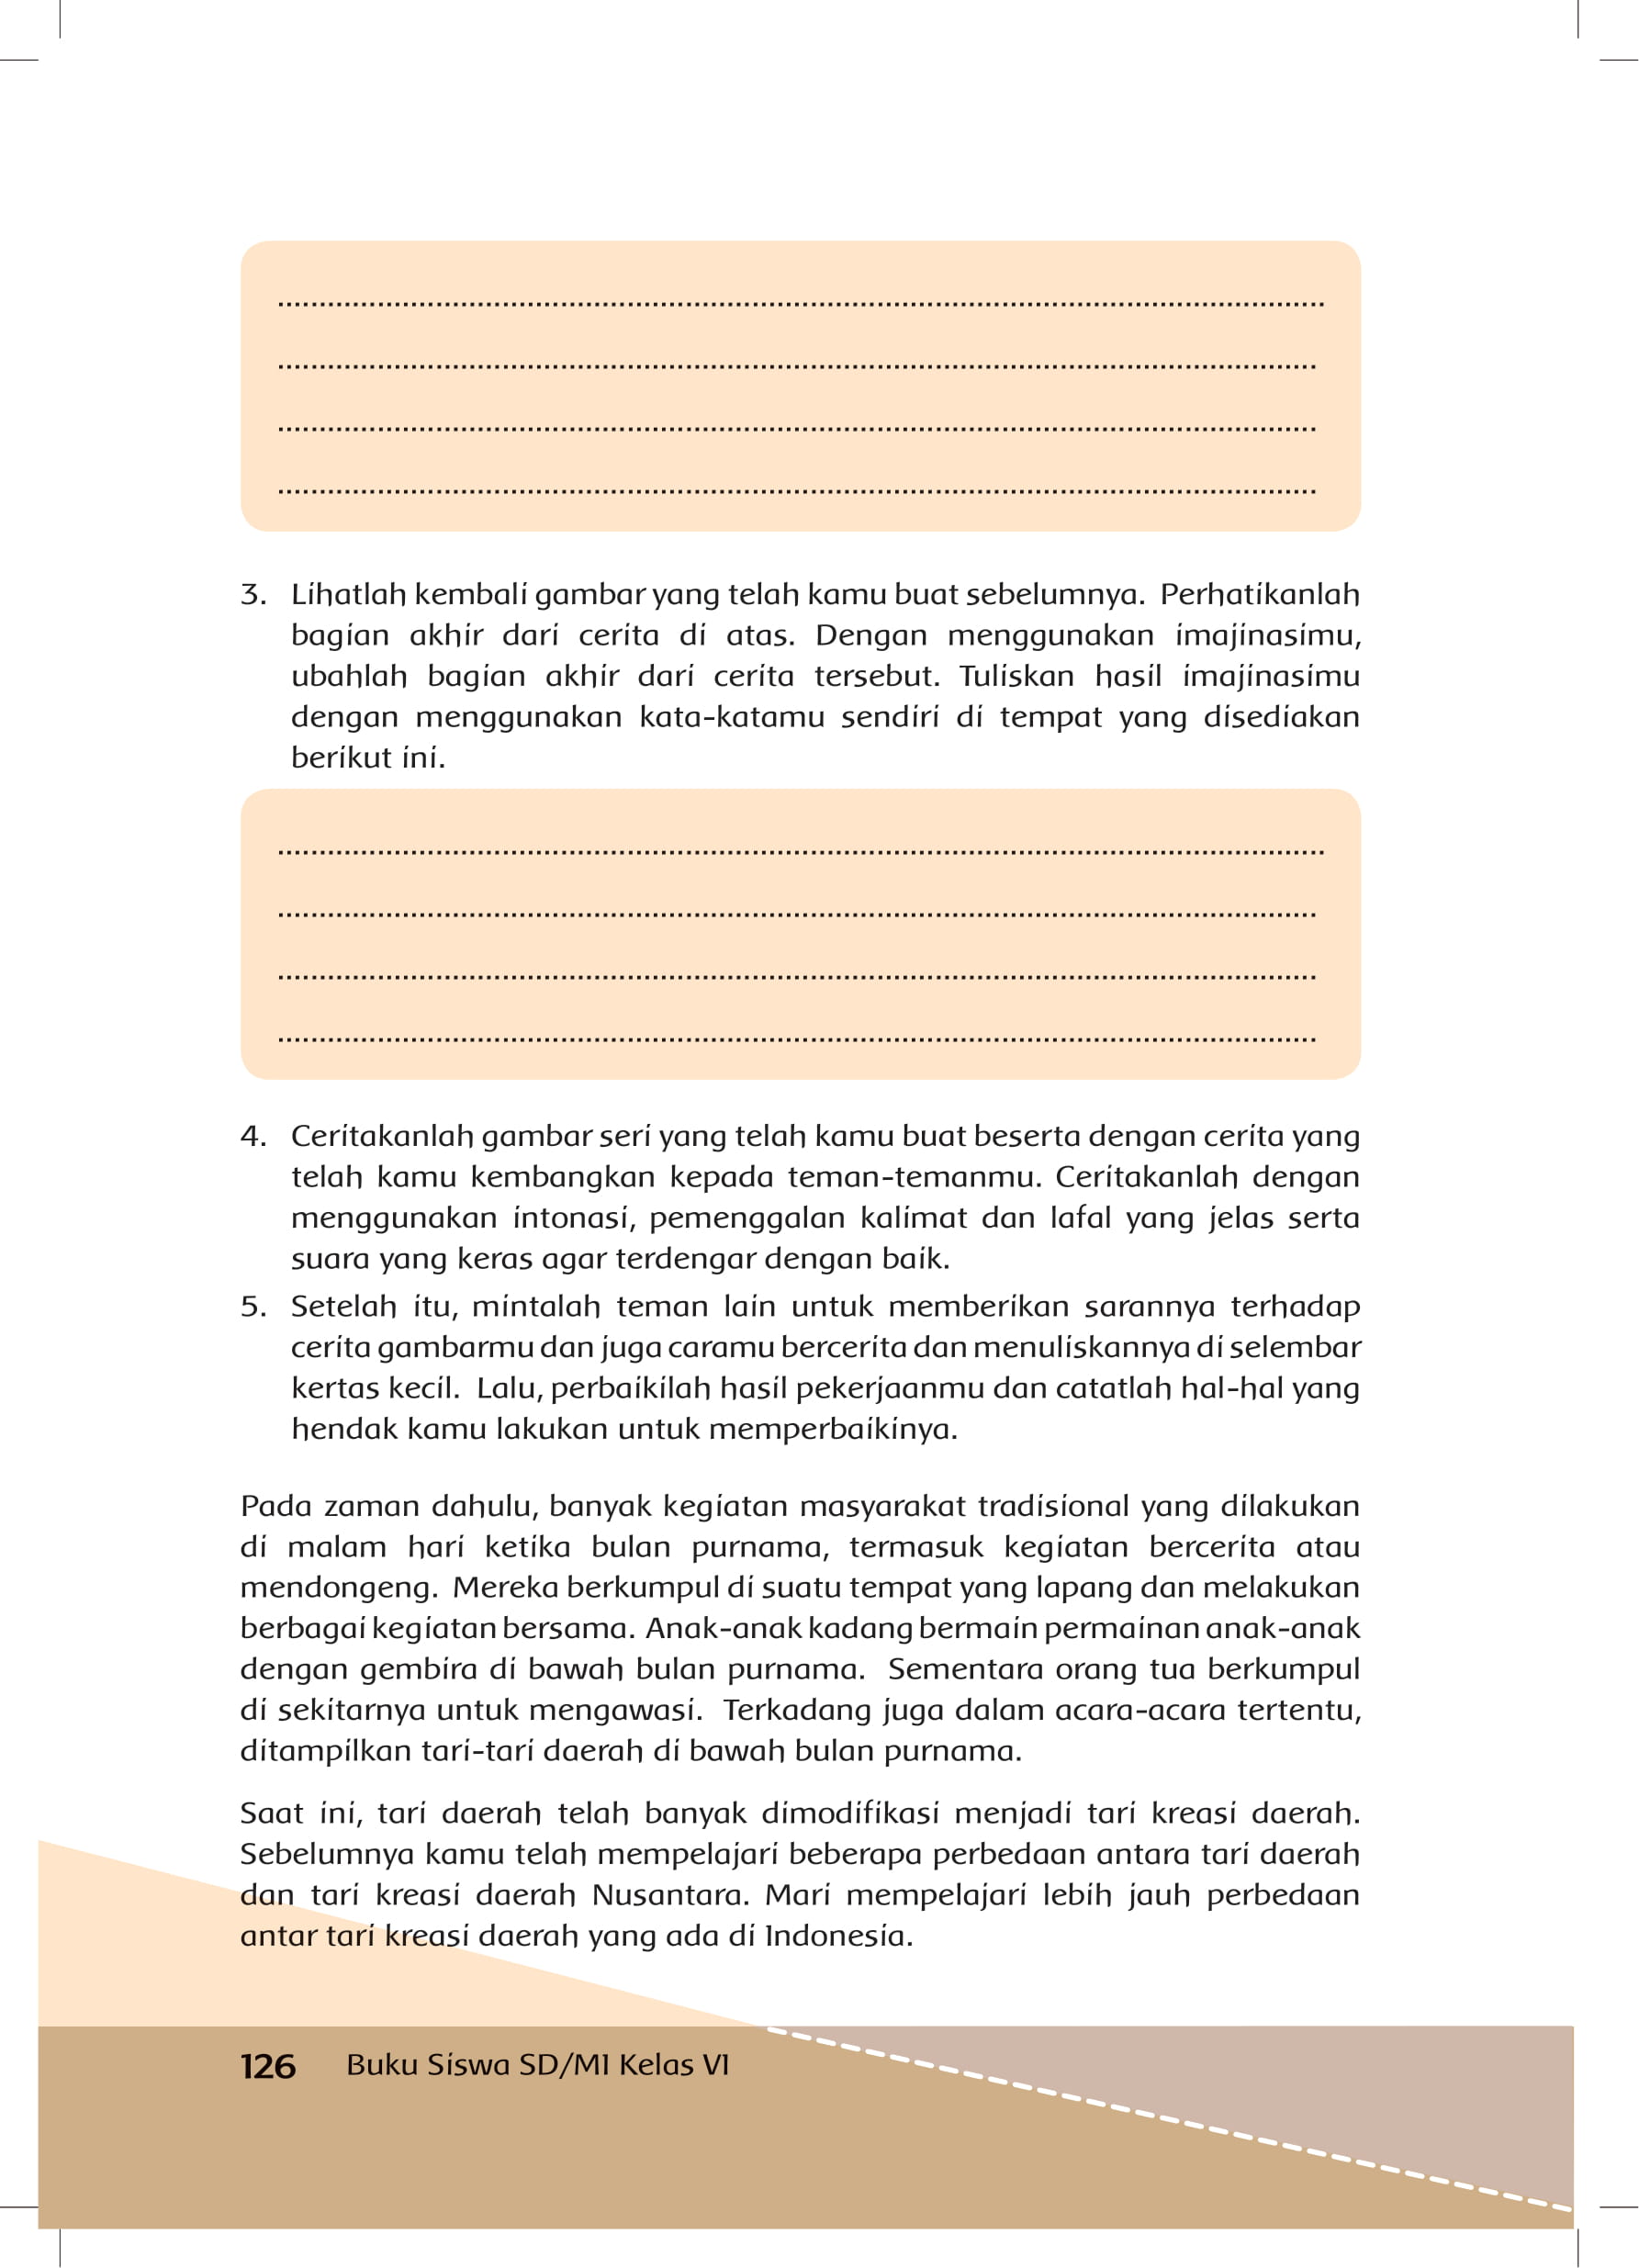 ................................................................................................................................
...............................................................................................................................
...............................................................................................................................
...............................................................................................................................
3. Lihatlah kembali gambar yang telah kamu buat sebelumnya. Perhatikanlah
bagian akhir dari cerita di atas. Dengan menggunakan imajinasimu,
ubahlah bagian akhir dari cerita tersebut. Tuliskan hasil imajinasimu
dengan menggunakan kata-katamu sendiri di tempat yang disediakan
berikut ini.
................................................................................................................................
...............................................................................................................................
...............................................................................................................................
...............................................................................................................................
4. Ceritakanlah gambar seri yang telah kamu buat beserta dengan cerita yang
telah kamu kembangkan kepada teman-temanmu. Ceritakanlah dengan
menggunakan intonasi, pemenggalan kalimat dan lafal yang jelas serta
suara yang keras agar terdengar dengan baik.
5. Setelah itu, mintalah teman lain untuk memberikan sarannya terhadap
cerita gambarmu dan juga caramu bercerita dan menuliskannya di selembar
kertas kecil. Lalu, perbaikilah hasil pekerjaanmu dan catatlah hal-hal yang
hendak kamu lakukan untuk memperbaikinya.
Pada zaman dahulu, banyak kegiatan masyarakat tradisional yang dilakukan
di malam hari ketika bulan purnama, termasuk kegiatan bercerita atau
mendongeng. Mereka berkumpul di suatu tempat yang lapang dan melakukan
berbagai kegiatan bersama. Anak-anak kadang bermain permainan anak-anak
dengan gembira di bawah bulan purnama. Sementara orang tua berkumpul
di sekitarnya untuk mengawasi. Terkadang juga dalam acara-acara tertentu,
ditampilkan tari-tari daerah di bawah bulan purnama.
Saat ini, tari daerah telah banyak dimodifikasi menjadi tari kreasi daerah.
Sebelumnya kamu telah mempelajari beberapa perbedaan antara tari daerah
dan tari kreasi daerah Nusantara. Mari mempelajari lebih jauh perbedaan
antar tari kreasi daerah yang ada di Indonesia.
126 Buku Siswa SD/MI Kelas VI